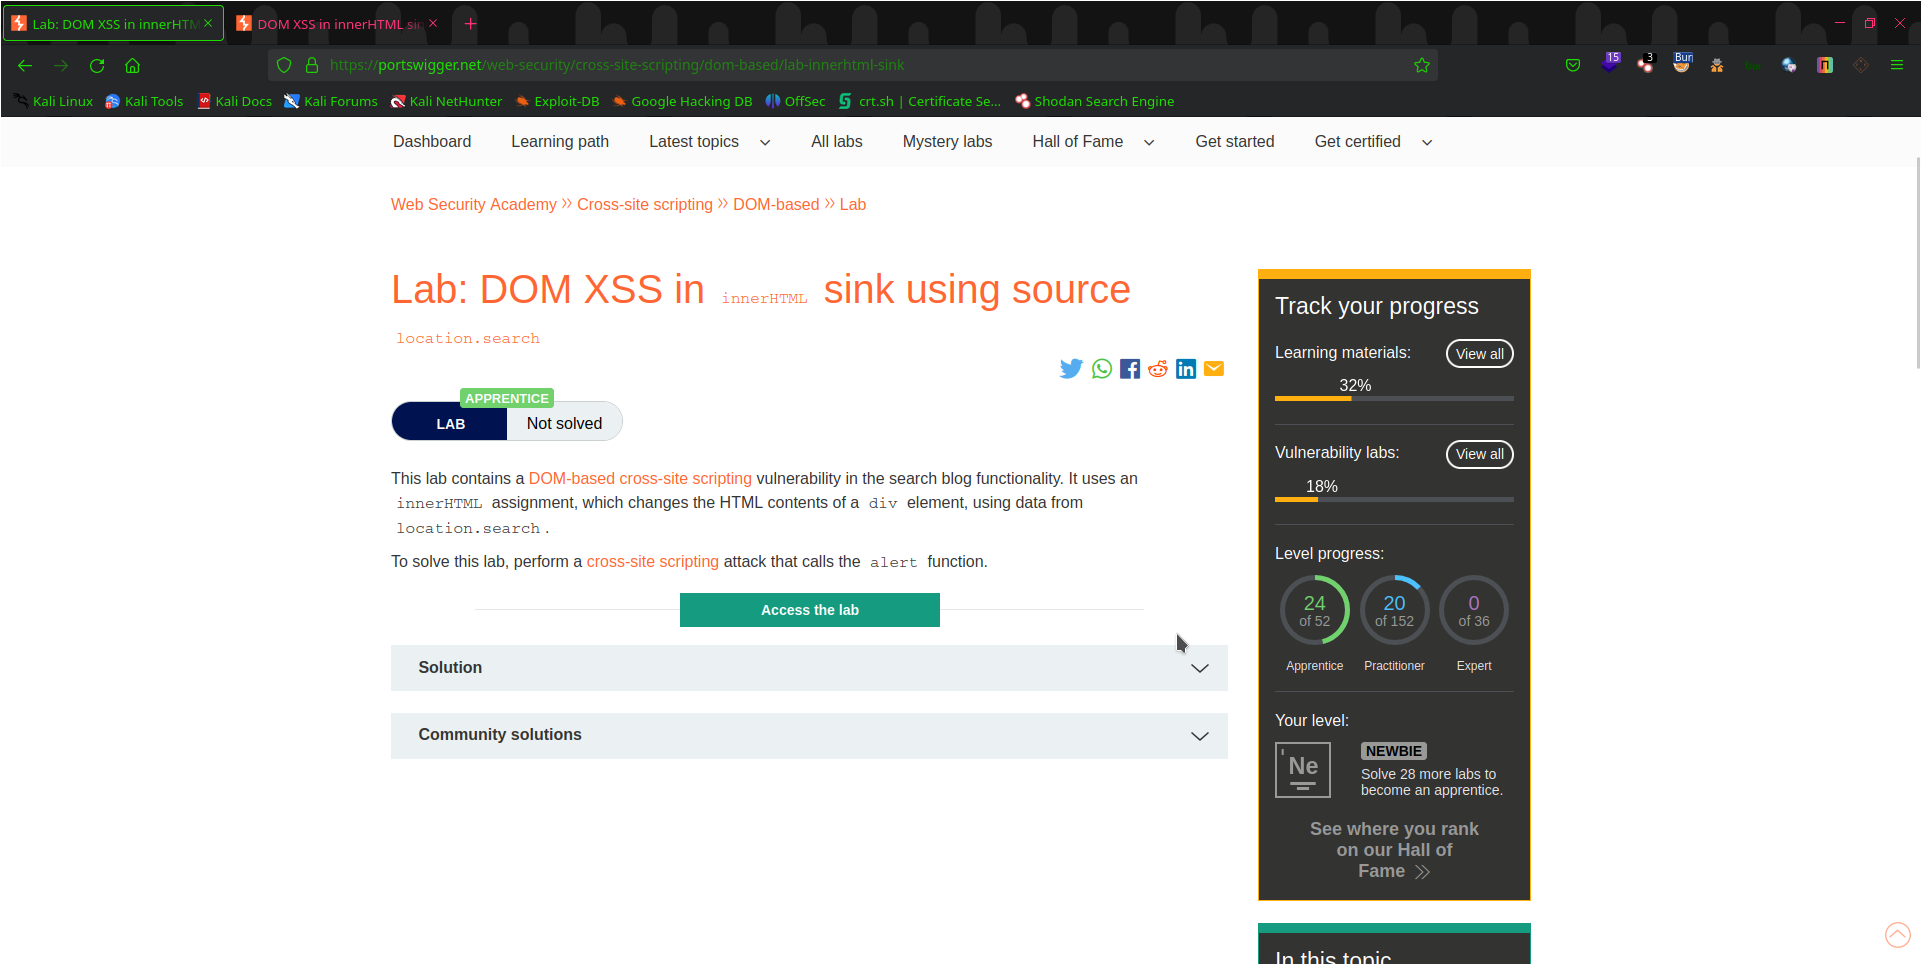 Lab: DOM XSS in innerHTM
DOM XSS in innerHTML sin
https://portswigger.net/web-security/cross-site-scripting/dom-based/lab-innerhtml-sink
15
3
Bur
Kali Linux
Kali Tools
Kali Docs
Kali Forums
Kali NetHunter
Exploit-DB
Google Hacking DB
OffSec
crt.sh | Certificate Se...
Shodan Search Engine
Dashboard
Learning path
Latest topics
All labs
Mystery labs
Hall of Fame
Get started
Get certified
Web Security Academy » Cross-site scripting » DOM-based » Lab
Lab: DOM XSS in innerHTML sink using source
location.search
APPRENTICE
LAB
Not solved
This lab contains a DOM-based cross-site scripting vulnerability in the search blog functionality. It uses an
innerHTML assignment, which changes the HTML contents of a div element, using data from
location.search.
To solve this lab, perform a cross-site scripting attack that calls the alert function.
Access the lab
Solution
Community solutions
Track your progress
Learning materials:
View all
32%
Vulnerability labs:
View all
18%
Level progress:
24
of 52
20
of 152
0
of 36
Apprentice
Practitioner
Expert
Your level:
Ne
NEWBIE
Solve 28 more labs to
become an apprentice.
See where you rank
on our Hall of
Fame
In this topic